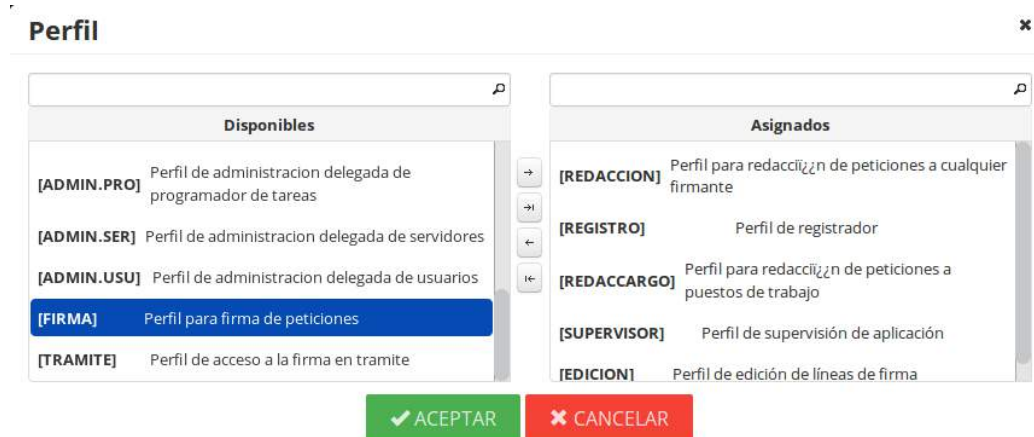 Perfil
Disponibles
[ADMIN.PRO] Perfil de administracion delegada de
programador de tareas
[ADMIN.SER] Perfil de administracion delegada de servidores
[ADMIN.USU] Perfil de administracion delegada de usuarios
[FIRMA] Perfil para firma de peticiones
[TRAMITE] Perfil de acceso a la firma en tramite
Asignados
[REDACCION] Perfil para redacciï¿¿n de peticiones a cualquier
firmante
[REGISTRO] Perfil de registrador
[REDACCARGO] Perfil para redacciï¿¿n de peticiones a
puestos de trabajo
[SUPERVISOR] Perfil de supervisión de aplicación
[EDICION] Perfil de edición de líneas de firma
ACEPTAR
CANCELAR